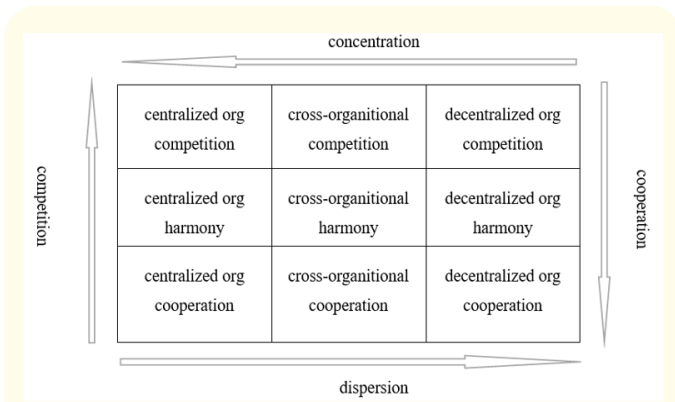 concentration
centralized org
competition
cross-organitional
competition
decentralized org
competition
competition
centralized org
harmony
cross-organitional
harmony
decentralized org
harmony
cooperation
centralized org
cooperation
cross-organitional
cooperation
decentralized org
cooperation
dispersion